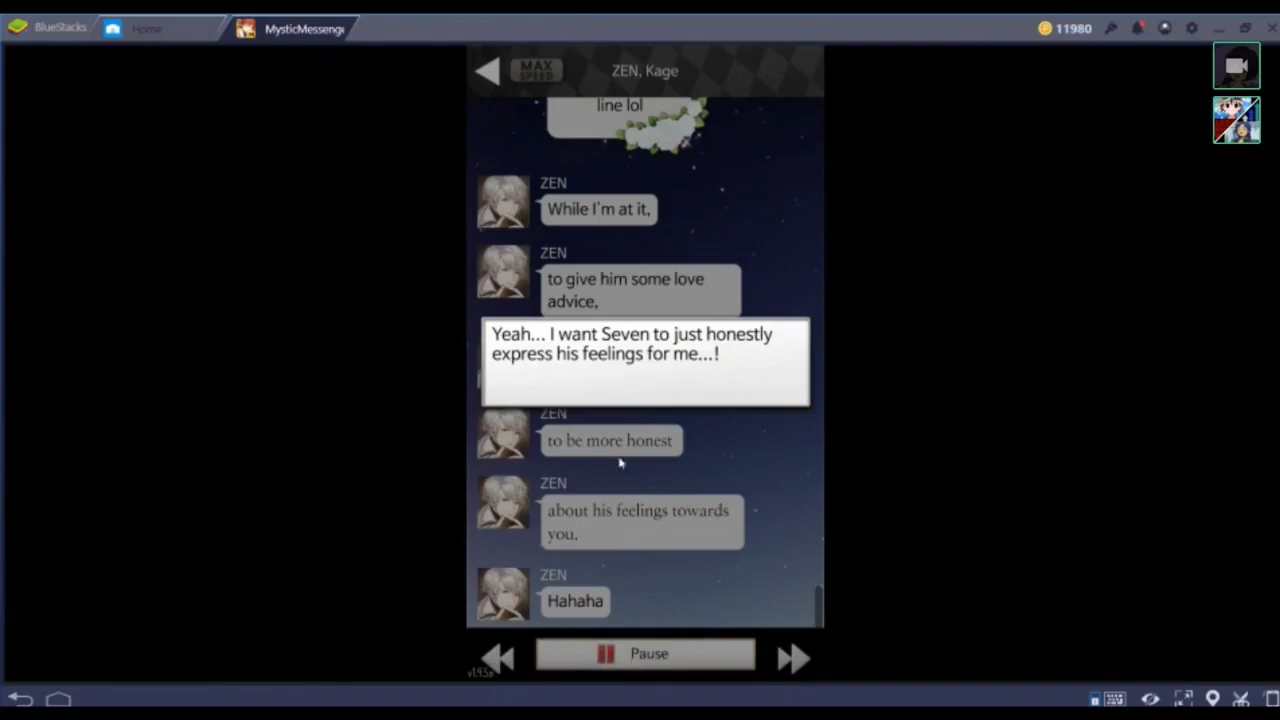 BlueStacks
Home
MysticMessenge
11980
MAX
SPEED
ZEN, Kage
line lol
ZEN
While I'm at it,
ZEN
to give him some love
advice,
Yeah... I want Seven to just honestly
express his feelings for me...!
ZEN
to be more honest
ZEN
about his feelings towards
you.
ZEN
Hahaha
Pause